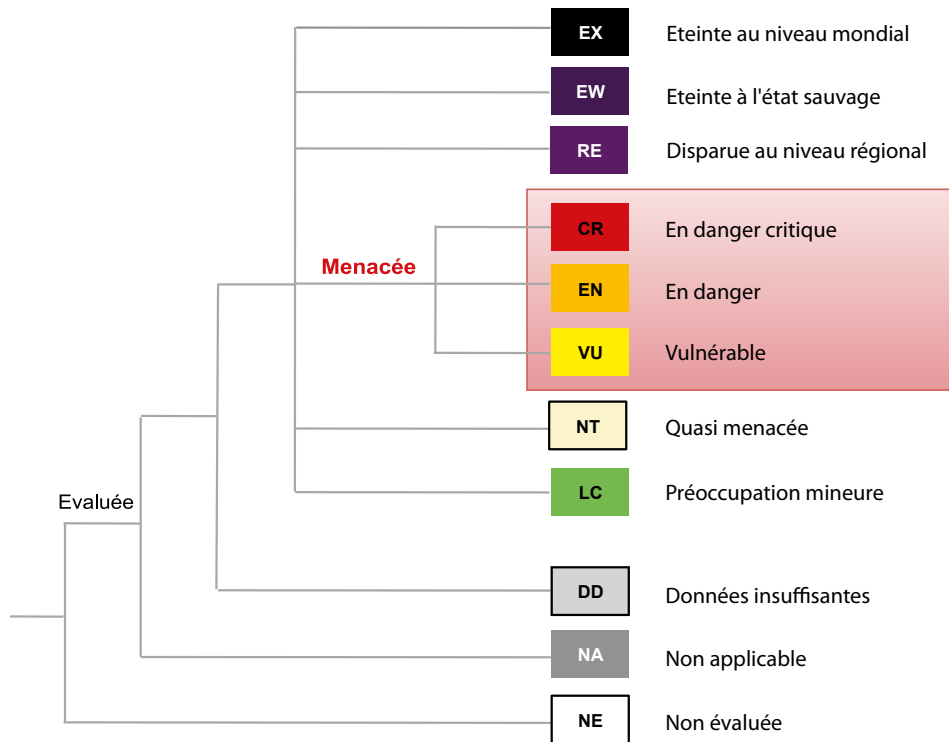 EX Eteinte au niveau mondial
EW Eteinte à l'état sauvage
RE Disparue au niveau régional
CR En danger critique
Menacée
EN En danger
VU Vulnérable
NT Quasi menacée
LC Préoccupation mineure
Evaluée
DD Données insuffisantes
NA Non applicable
NE Non évaluée